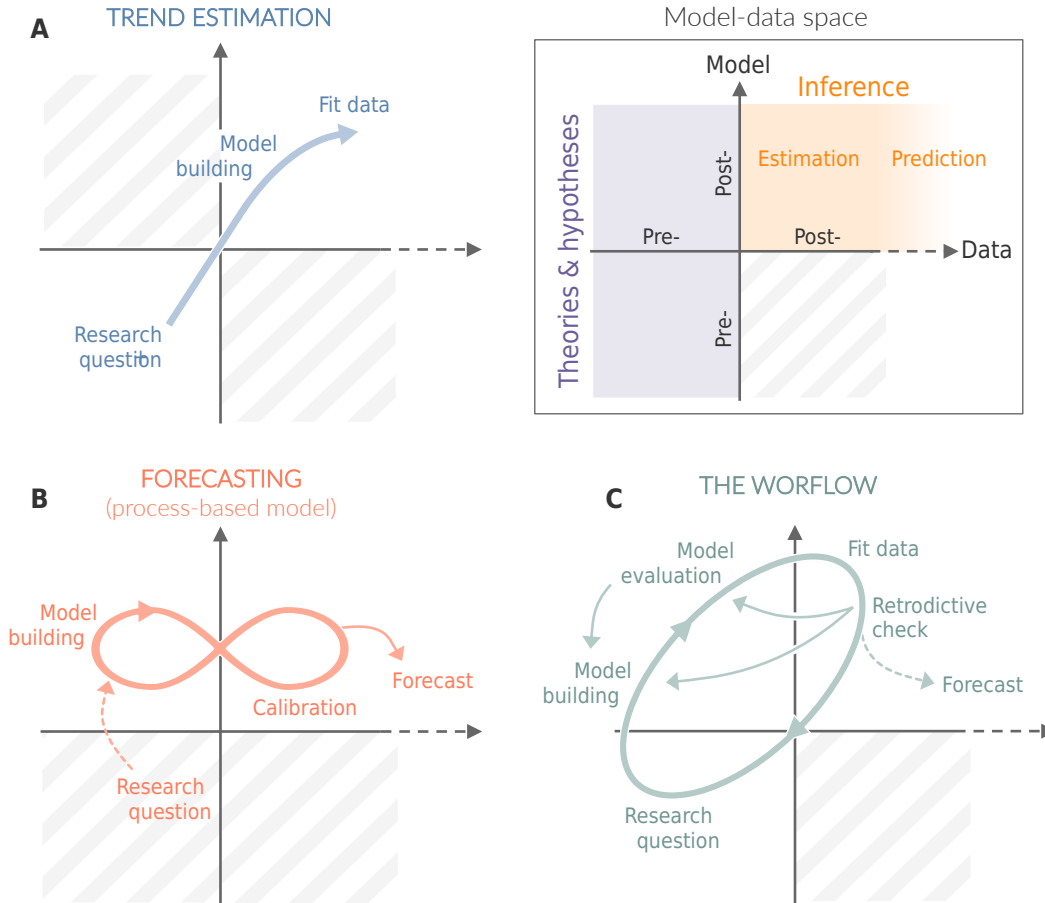 A
TREND ESTIMATION
Fit data
Model
building
Research
question
+
Model-data space
Model
Inference
Theories & hypotheses
Post-
Estimation
Prediction
Pre-
Post-
Data
Pre-
B
FORECASTING
(process-based model)
Model
building
Forecast
Calibration
Research
question
C
THE WORFLOW
Model
evaluation
Fit data
Retrodictive
check
Model
building
Forecast
Research
question